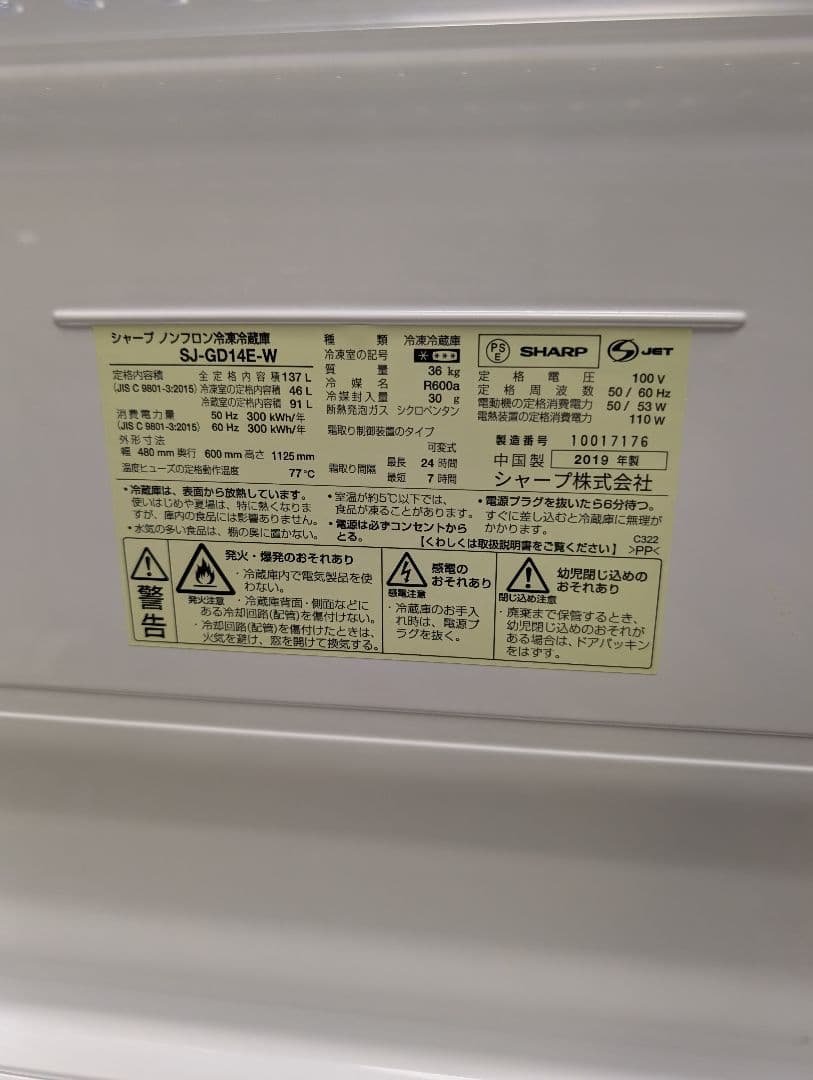 シャープ ノンフロン冷凍冷蔵庫
SJ-GD14E-W
定格内容積 全定格内容積 137 L
(JIS C 9801-3:2015) 冷凍室の定格内容積 46 L
冷蔵室の定格内容積 91 L
消費電力量 50 Hz 300 kWh/年
(JIS C 9801-3:2015) 60 Hz 300 kWh/年
外形寸法
幅 480 mm 奥行 600 mm 高さ 1125 mm
温度ヒューズの定格動作温度 77℃
種類 冷凍冷蔵庫
冷凍室の記号
質量 36 kg
冷媒名 R600a
冷媒封入量 30 g
断熱発泡ガス シクロペンタン
霜取り制御装置のタイプ
可変式
霜取り間隔 最長 24 時間
最短 7 時間
PSE SHARP S JET
定格電圧 100 V
定格周波数 50 / 60 Hz
電動機の定格消費電力 50 / 53 W
電熱装置の定格消費電力 110 W
製造番号 10017176
中国製 2019 年製
シャープ株式会社
・冷蔵庫は、表面から放熱しています。
使いはじめや夏場は、特に熱くなりま
すが、庫内の食品には影響ありません。
・水気の多い食品は、棚の奥に置かない。
・室温が約5℃以下では、
食品が凍ることがあります。
・電源は必ずコンセントから
とる。
・電源プラグを抜いたら6分待つ。
すぐに差し込むと冷蔵庫に無理が
かかります。
【くわしくは取扱説明書をご覧ください】
C322
>PP<
警告
発火注意
発火・爆発のおそれあり
・冷蔵庫内で電気製品を使
わない。
・冷蔵庫背面・側面などに
ある冷却回路(配管)を傷付けない。
・冷却回路(配管)を傷付けたときは、
火気を避け、窓を開けて換気する。
感電注意
感電の
おそれあり
・冷蔵庫のお手入
れ時は、電源プ
ラグを抜く。
閉じ込め注意
幼児閉じ込めの
おそれあり
・廃棄まで保管するとき、
幼児閉じ込めのおそれが
ある場合は、ドアパッキン
をはずす。